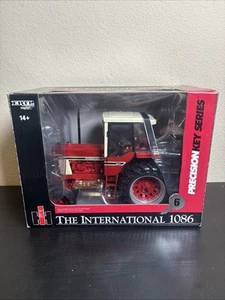 ERTL
14+
PRECISION KEY SERIES
6
IH THE INTERNATIONAL 1086